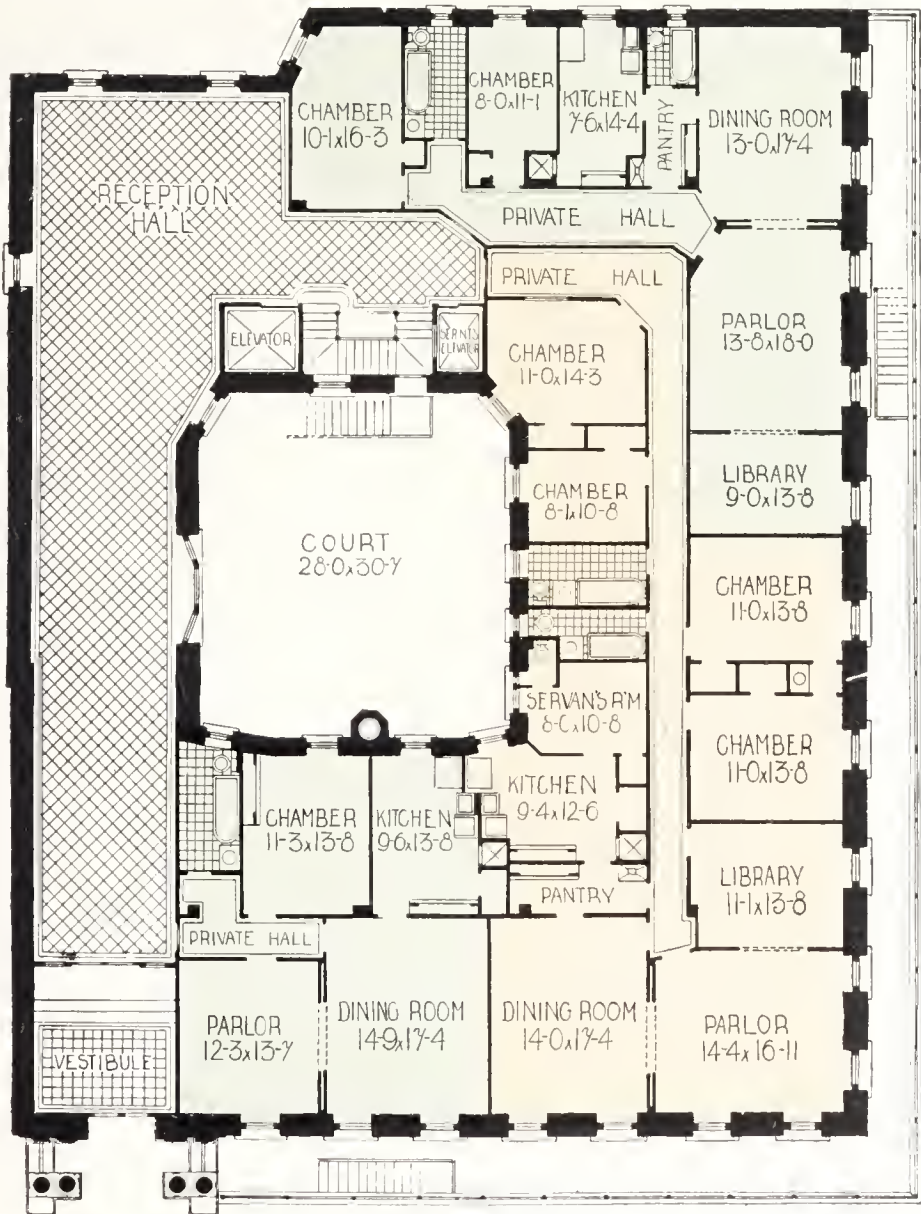 CHAMBER
10-1x16-3
CHAMBER
8-0x11-1
KITCHEN
7-6x14-4
PANTRY
DINING ROOM
13-0x17-4
RECEPTION
HALL
PRIVATE HALL
PRIVATE HALL
ELEVATOR
SERNTS
ELEVATOR
CHAMBER
11-0x14-3
PARLOR
13-8x18-0
LIBRARY
9-0x13-8
CHAMBER
8-1x10-8
COURT
28-0x30-7
CHAMBER
11-0x13-8
SERVAN'S R'M
8-0x10-8
CHAMBER
11-0x13-8
CHAMBER
11-3x13-8
KITCHEN
9-6x13-8
KITCHEN
9-4x12-6
LIBRARY
11-1x13-8
PANTRY
PRIVATE HALL
PARLOR
12-3x13-7
DINING ROOM
14-9x17-4
DINING ROOM
14-0x17-4
PARLOR
14-4x16-11
VESTIBULE